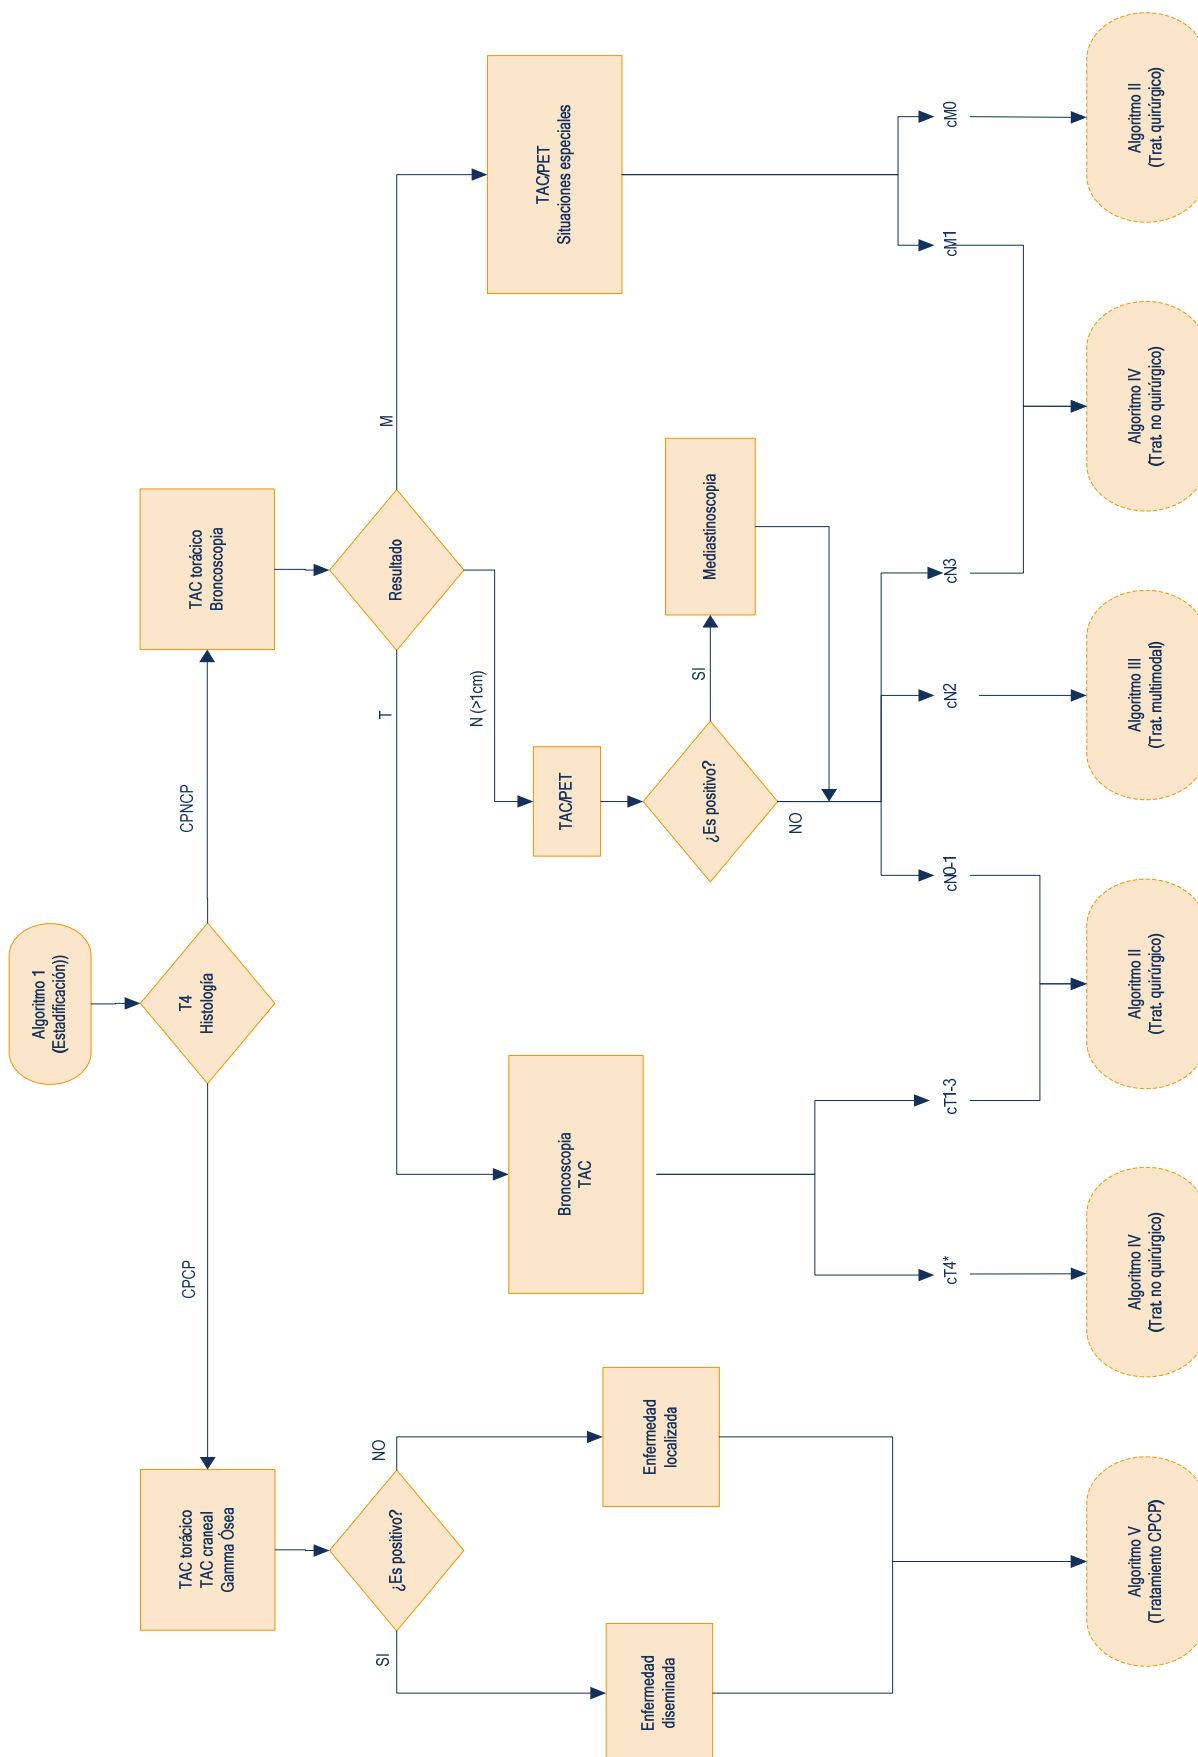 Algoritmo 1
(Estadificación))
T4
Histología
CPCP
CPNCP
TAC torácico
TAC craneal
Gamma Ósea
TAC torácico
Broncoscopia
¿Es positivo?
SI
NO
Resultado
T
N (>1cm)
M
Enfermedad
diseminada
Enfermedad
localizada
Broncoscopia
TAC
TAC/PET
¿Es positivo?
SI
NO
Mediastinoscopia
TAC/PET
Situaciones especiales
cT4*
cT1-3
cN0-1
cN2
cN3
cM1
cM0
Algoritmo V
(Tratamiento CPCP)
Algoritmo IV
(Trat. no quirúrgico)
Algoritmo II
(Trat. quirúrgico)
Algoritmo III
(Trat. multimodal)
Algoritmo IV
(Trat. no quirúrgico)
Algoritmo II
(Trat. quirúrgico)